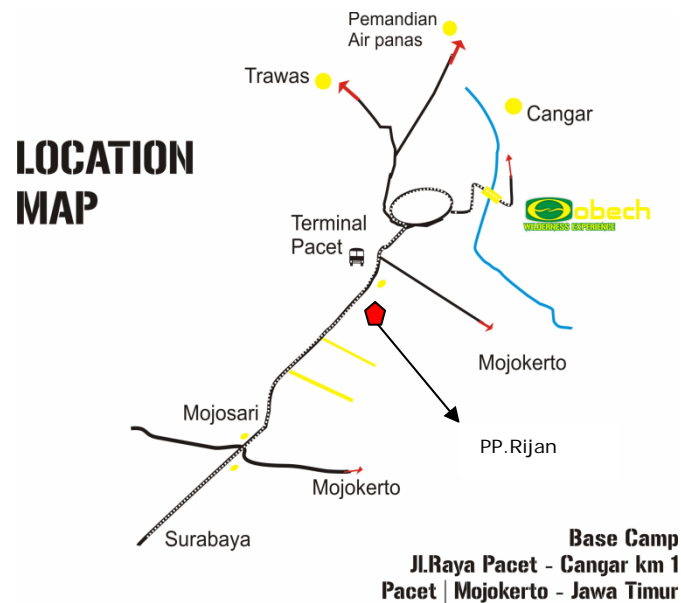 Pemandian
Air panas
Trawas
Cangar
LOCATION
MAP
obech
WILDERNESS EXPERIENCE
Terminal
Pacet
Mojokerto
Mojosari
PP.Rijan
Mojokerto
Surabaya
Base Camp
Jl.Raya Pacet - Cangar km 1
Pacet | Mojokerto - Jawa Timur